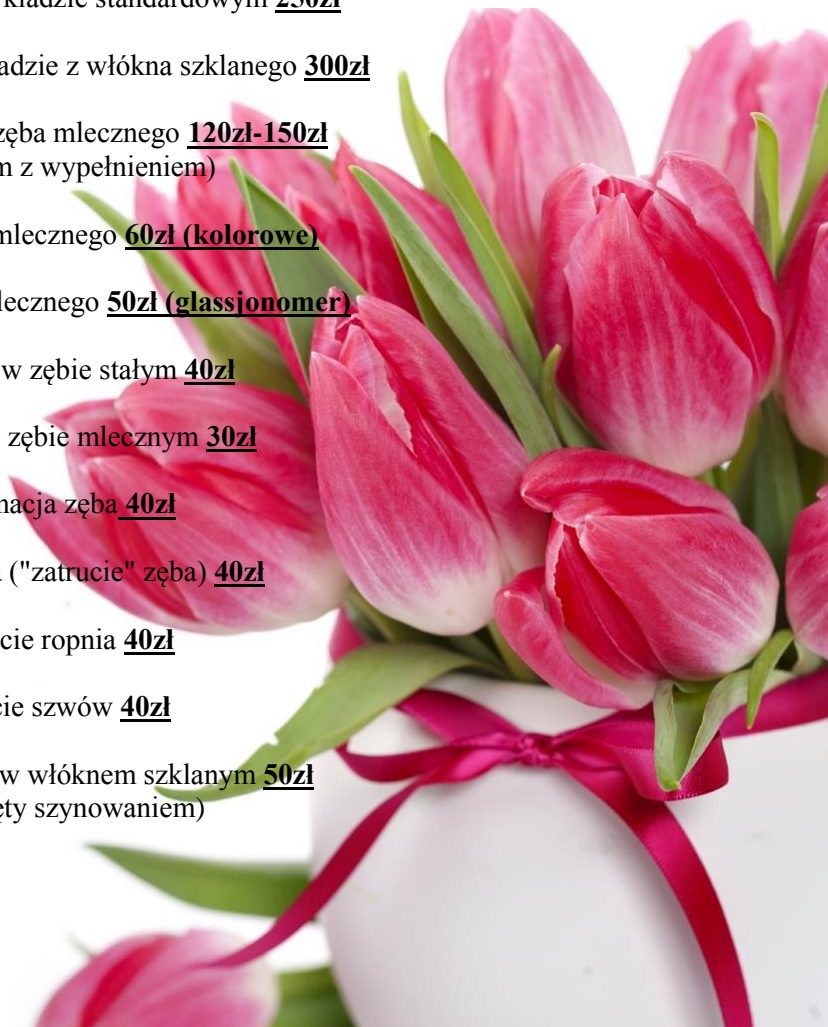 kładzie standardowym 250zł
adzie z włókna szklanego 300zł
zęba mlecznego 120zł-150zł
m z wypełnieniem)
mlecznego 60zł (kolorowe)
lecznego 50zł (glassjonomer)
w zębie stałym 40zł
zębie mlecznym 30zł
nacja zęba 40zł
a ("zatrucie" zęba) 40zł
cie ropnia 40zł
cie szwów 40zł
w włóknem szklanym 50zł
ęty szynowaniem)